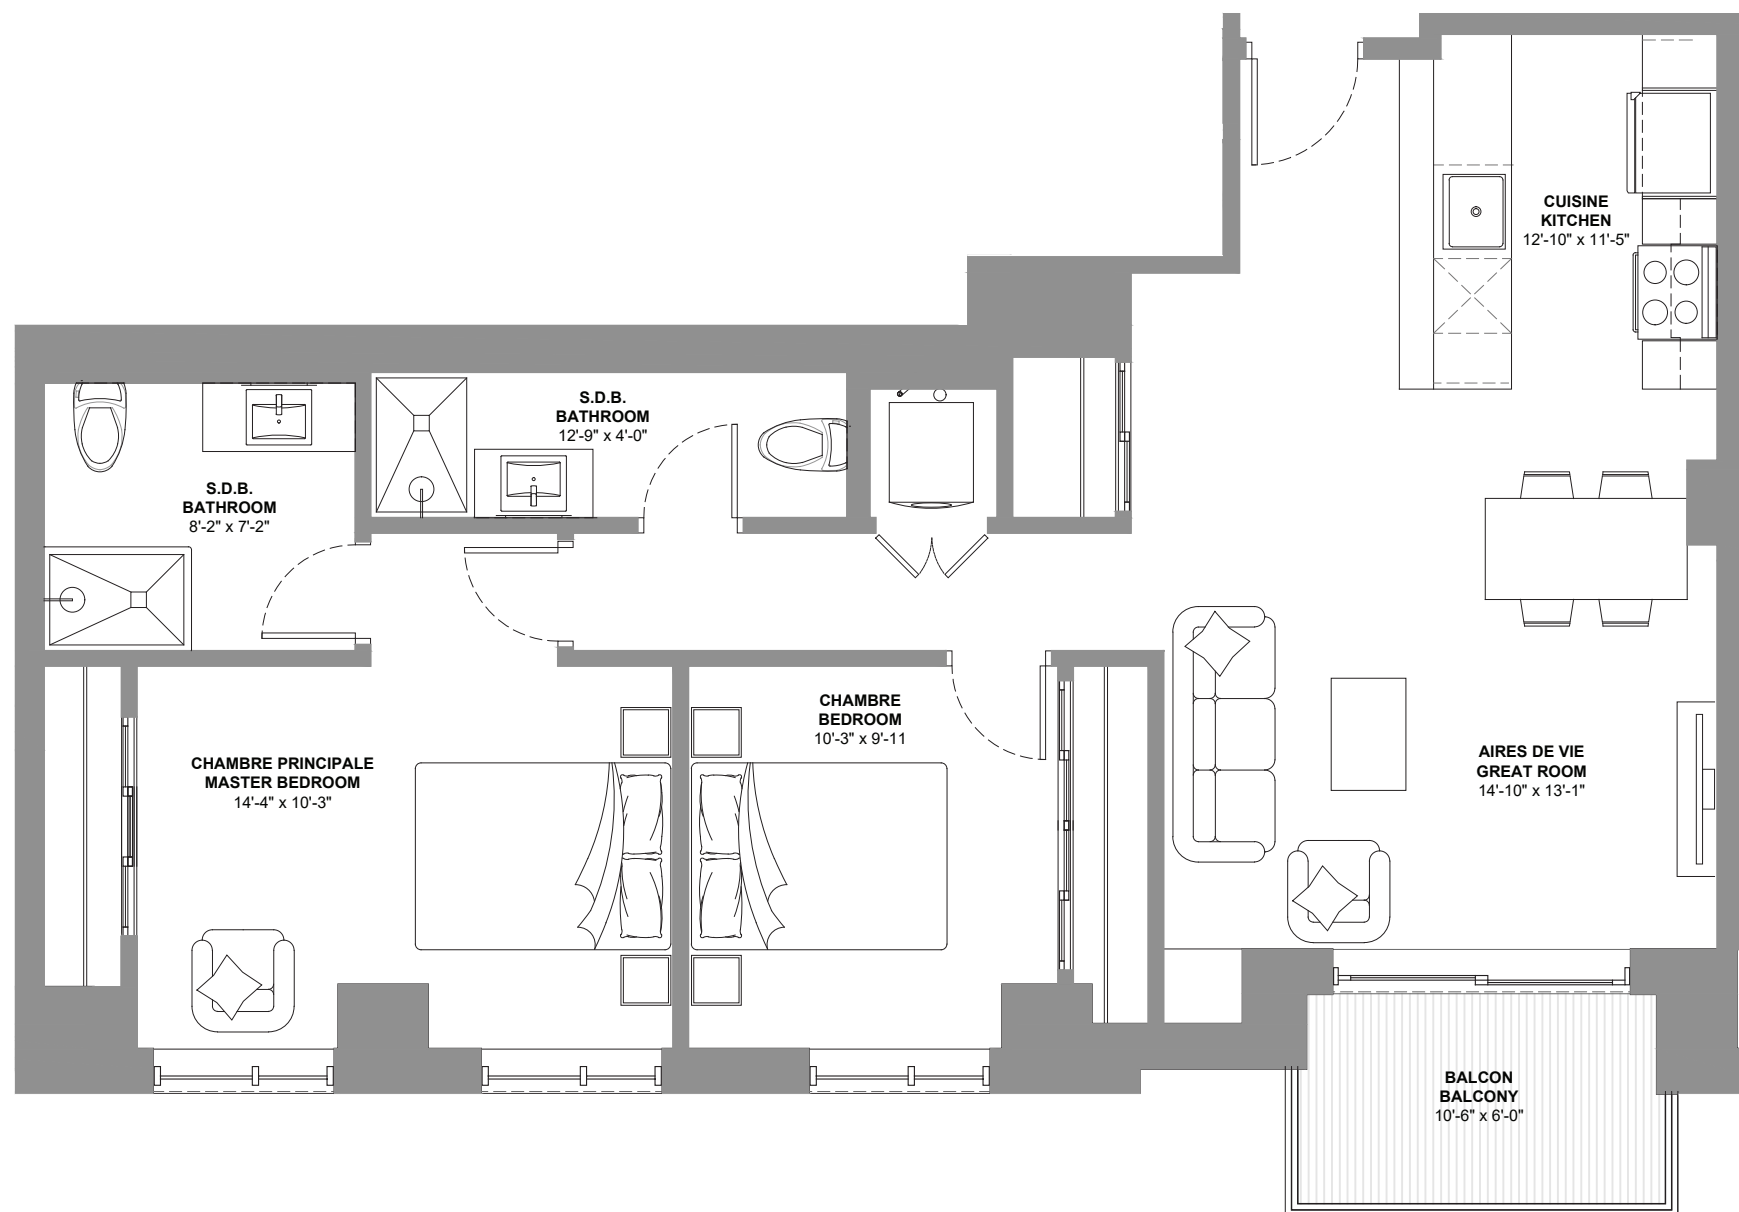 CUISINE
KITCHEN
12'-10" x 11'-5"
S.D.B.
BATHROOM
12'-9" x 4'-0"
S.D.B.
BATHROOM
8'-2" x 7'-2"
CHAMBRE
BEDROOM
10'-3" x 9'-11
CHAMBRE PRINCIPALE
MASTER BEDROOM
14'-4" x 10'-3"
AIRES DE VIE
GREAT ROOM
14'-10" x 13'-1"
BALCON
BALCONY
10'-6" x 6'-0"